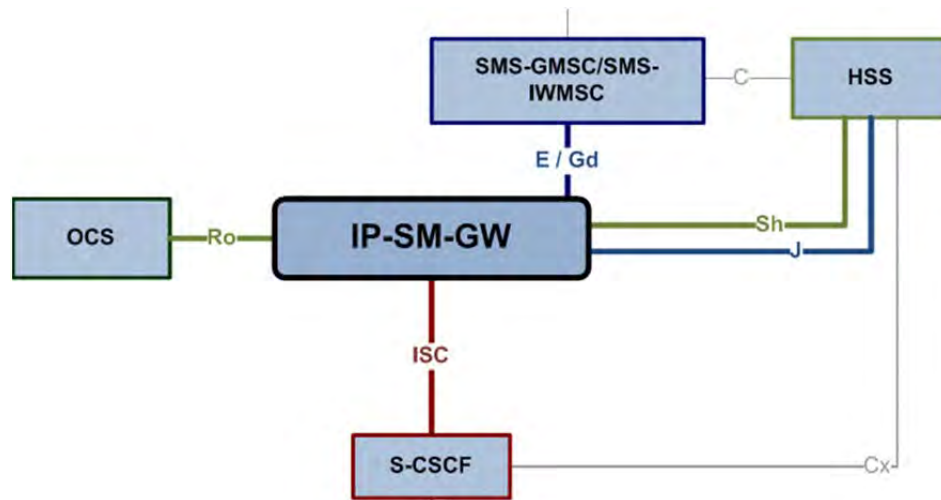 SMS-GMSC/SMS-
IWMSC
C
HSS
E / Gd
OCS
Ro
IP-SM-GW
Sh
J
ISC
S-CSCF
Cx